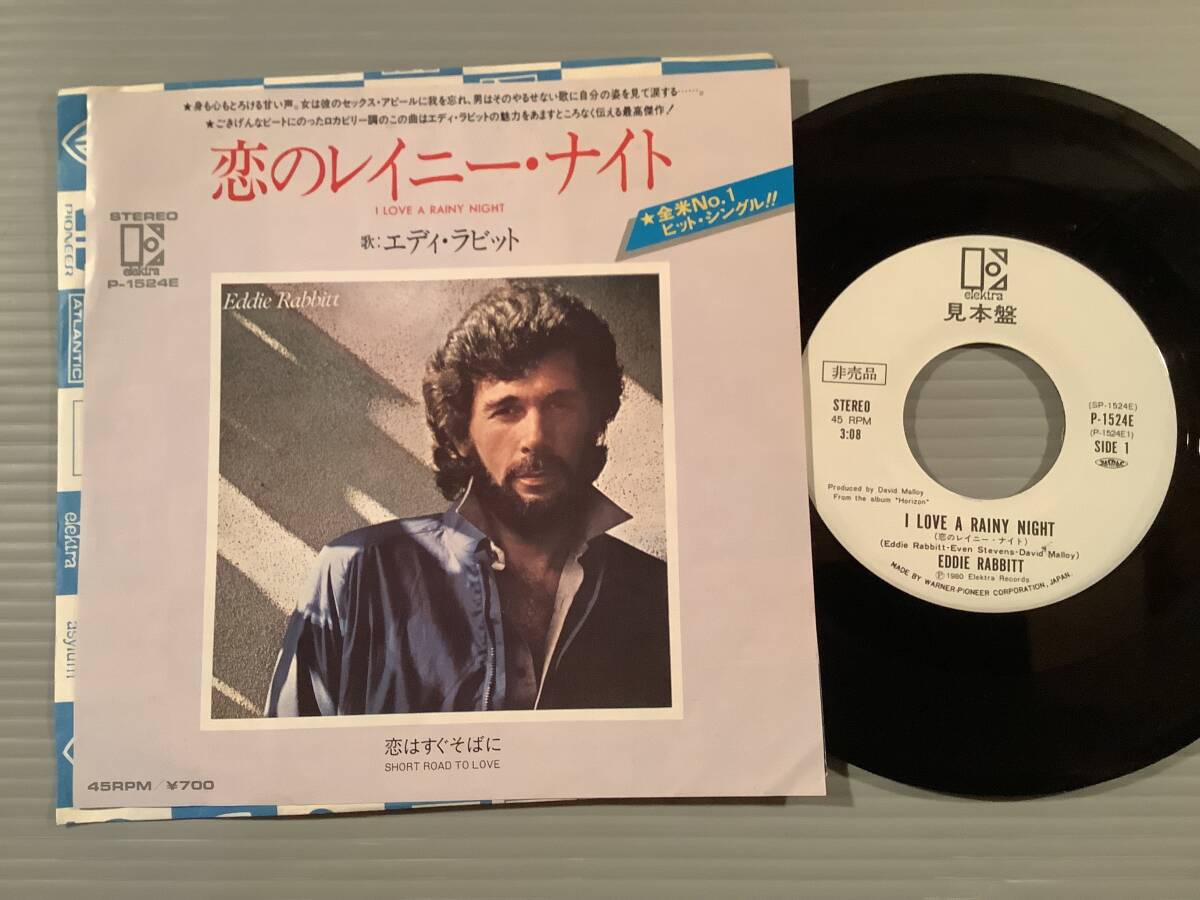 ★身も心もとろける甘い声。女は彼のセックス・アピールに我を忘れ、男はそのやるせない歌に自分の姿を見て涙する……。
★ごきげんなビートにのったロカビリー調のこの曲はエディ・ラビットの魅力をあますところなく伝える最高傑作!
恋のレイニー・ナイト
I LOVE A RAINY NIGHT
歌:エディ・ラビット
★全米No.1
ヒット・シングル!!
STEREO
elektra
P-1524E
Eddie Rabbitt
恋はすぐそばに
SHORT ROAD TO LOVE
45RPM/¥700
PIONEER
ATLANTIC
elektra
asylum
elektra
見本盤
非売品
STEREO
45 RPM
3:08
(SP-1524E)
P-1524E
(P-1524E1)
SIDE 1
Produced by David Malloy
From the album "Horizon"
I LOVE A RAINY NIGHT
(恋のレイニー・ナイト)
(Eddie Rabbitt-Even Stevens-David Malloy)
EDDIE RABBITT
Ⓟ1980 Elektra Records
MADE BY WARNER-PIONEER CORPORATION, JAPAN.